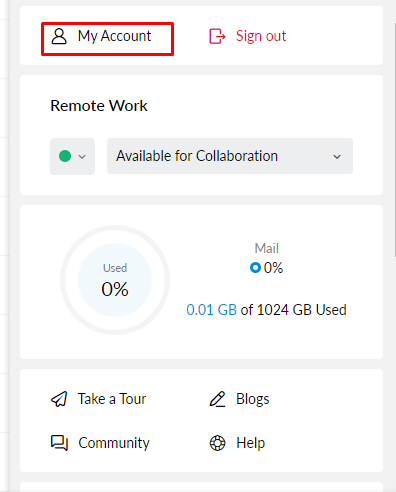 My Account
Sign out
Remote Work
Available for Collaboration
Used
0%
Mail
0%
0.01 GB of 1024 GB Used
Take a Tour
Blogs
Community
Help